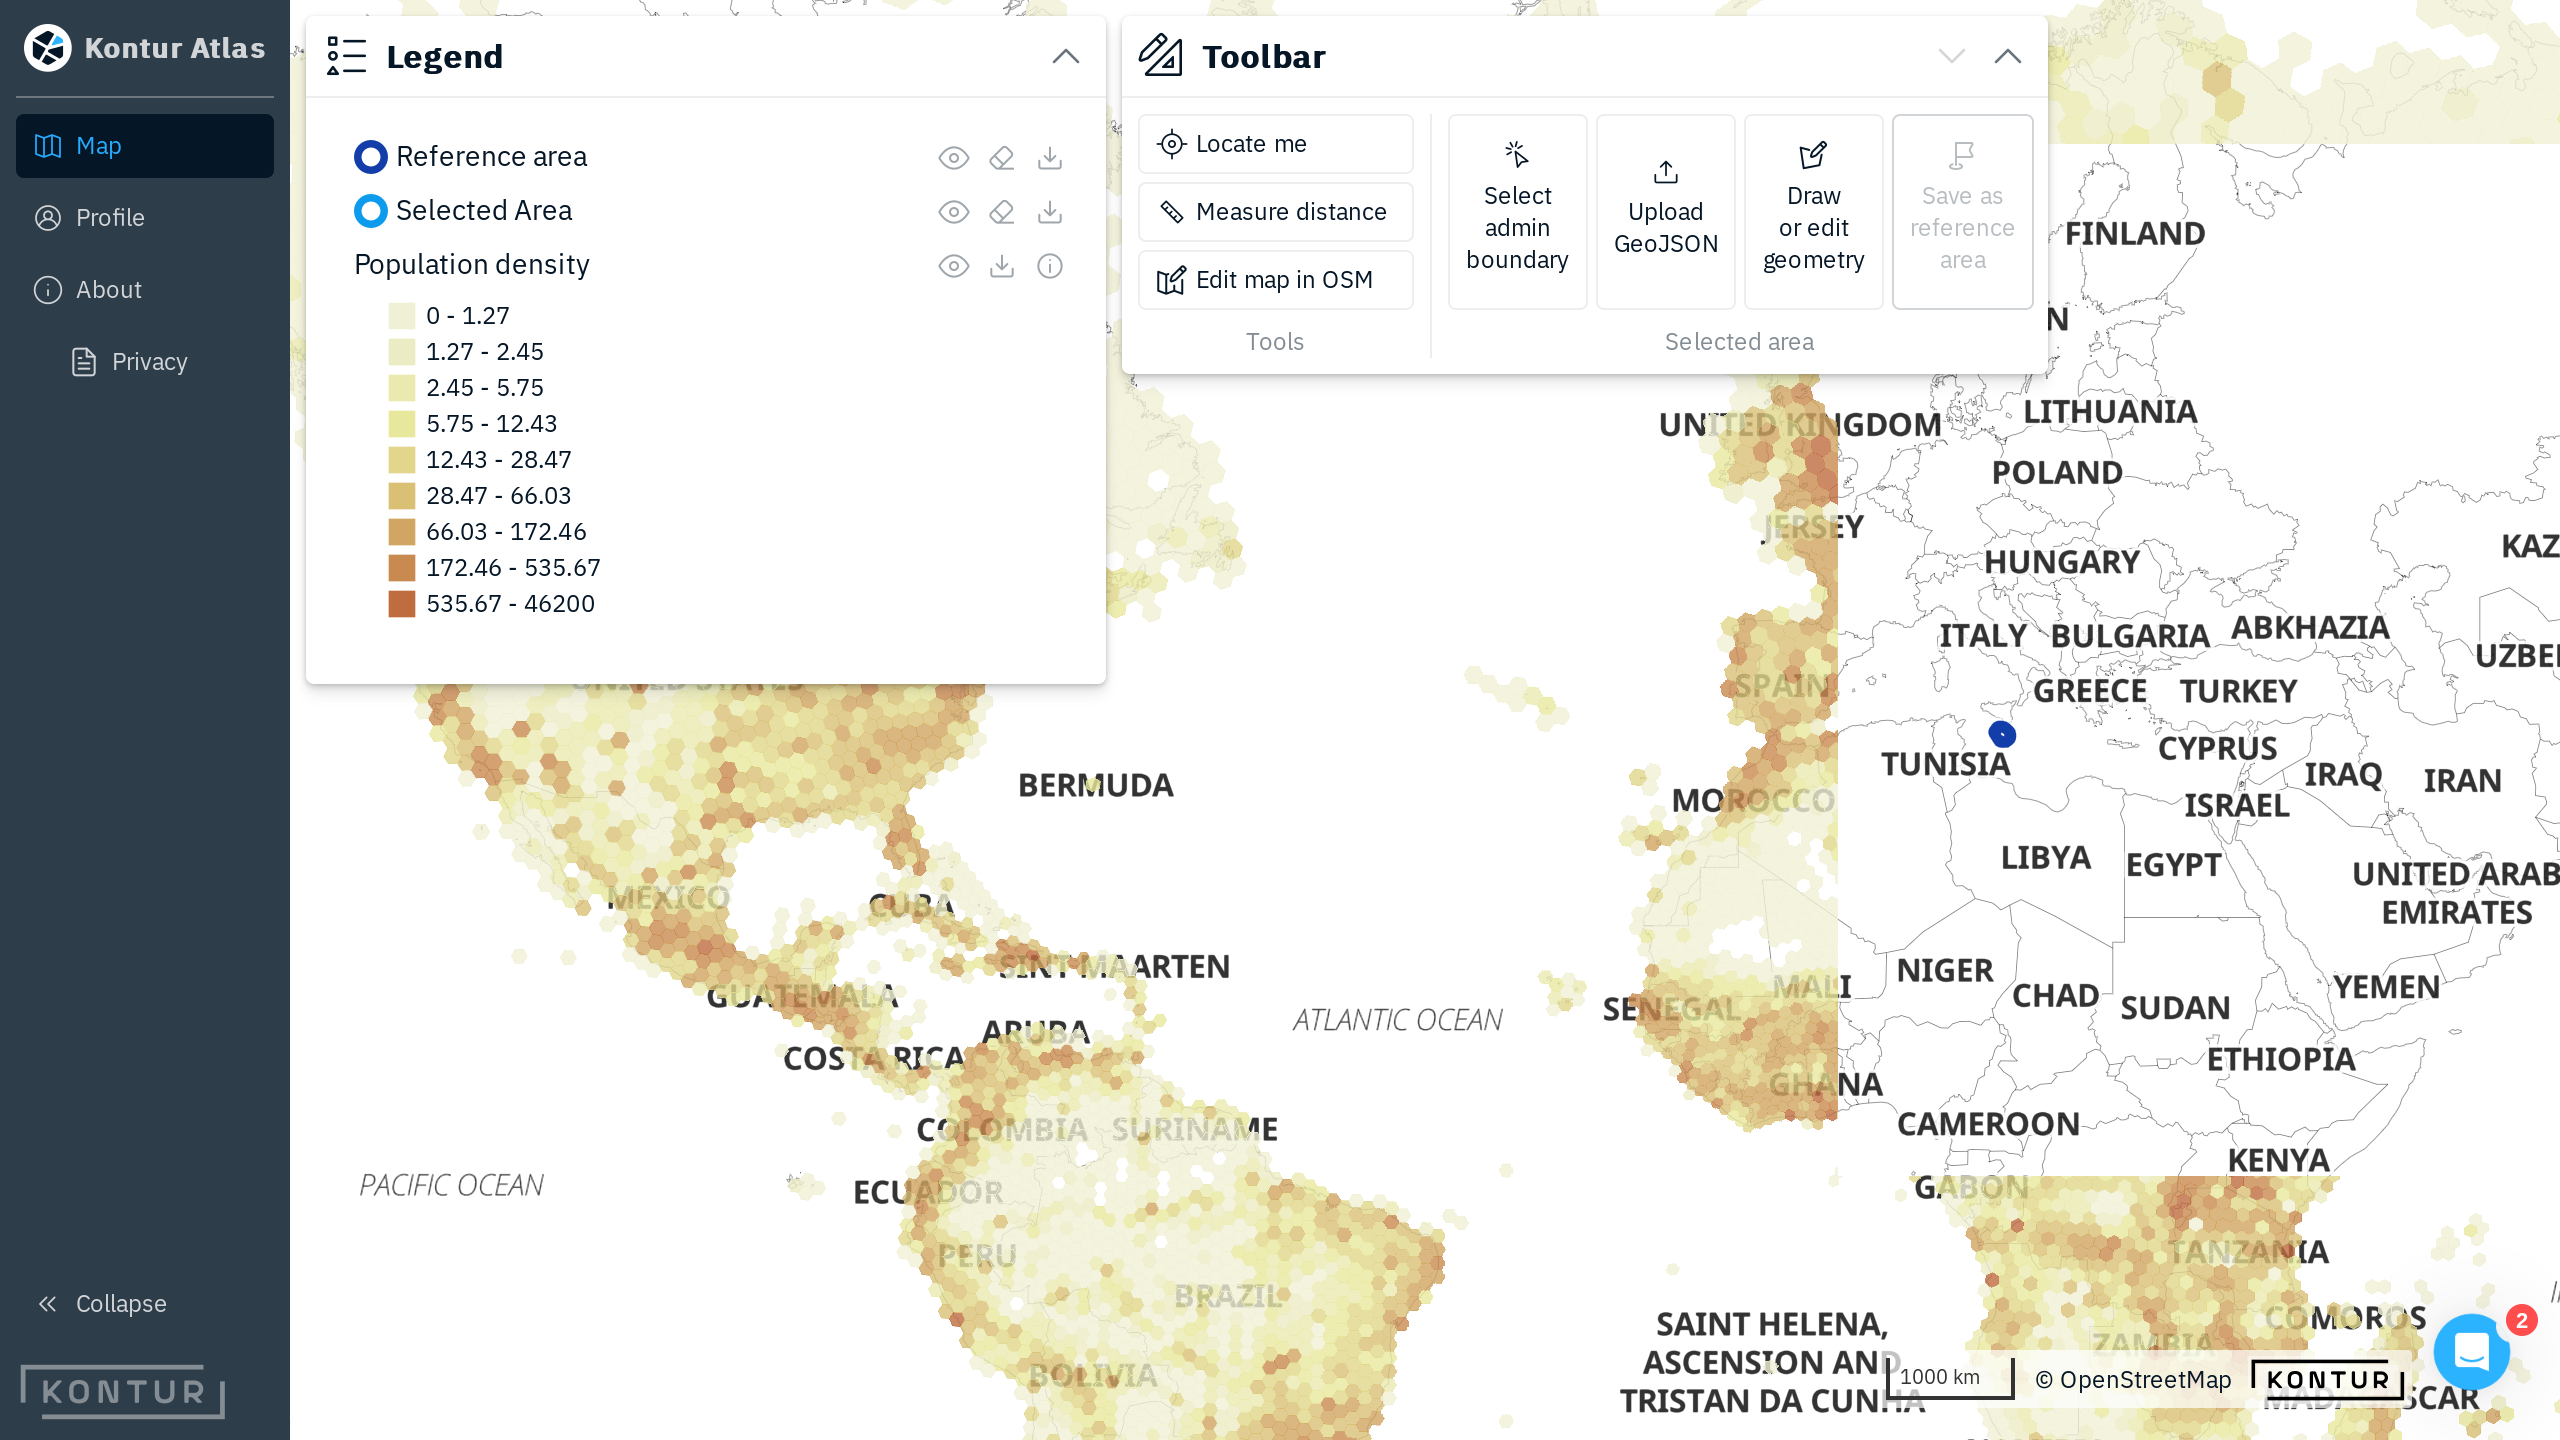 Kontur Atlas
Map
Profile
About
Privacy
Collapse
KONTUR
Legend
Reference area
Selected Area
Population density
0 - 1.27
1.27 - 2.45
2.45 - 5.75
5.75 - 12.43
12.43 - 28.47
28.47 - 66.03
66.03 - 172.46
172.46 - 535.67
535.67 - 46200
Toolbar
Locate me
Measure distance
Edit map in OSM
Tools
Select
admin
boundary
Upload
GeoJSON
Draw
or edit
geometry
Save as
reference
area
Selected area
FINLAND
UNITED KINGDOM
LITHUANIA
POLAND
JERSEY
HUNGARY
KAZ
ITALY
BULGARIA
ABKHAZIA
UZBE
UNITED STATES
SPAIN
GREECE
TURKEY
CYPRUS
TUNISIA
IRAQ
IRAN
BERMUDA
MOROCCO
ISRAEL
LIBYA
EGYPT
UNITED ARAB
EMIRATES
MEXICO
CUBA
SINT MAARTEN
GUATEMALA
MALI
NIGER
CHAD
SUDAN
YEMEN
SENEGAL
ATLANTIC OCEAN
ARUBA
COSTA RICA
ETHIOPIA
GHANA
CAMEROON
COLOMBIA
SURINAME
KENYA
PACIFIC OCEAN
ECUADOR
GABON
PERU
TANZANIA
BRAZIL
COMOROS
SAINT HELENA,
ASCENSION AND
TRISTAN DA CUNHA
ZAMBIA
BOLIVIA
MADAGASCAR
1000 km
© OpenStreetMap
KONTUR
2